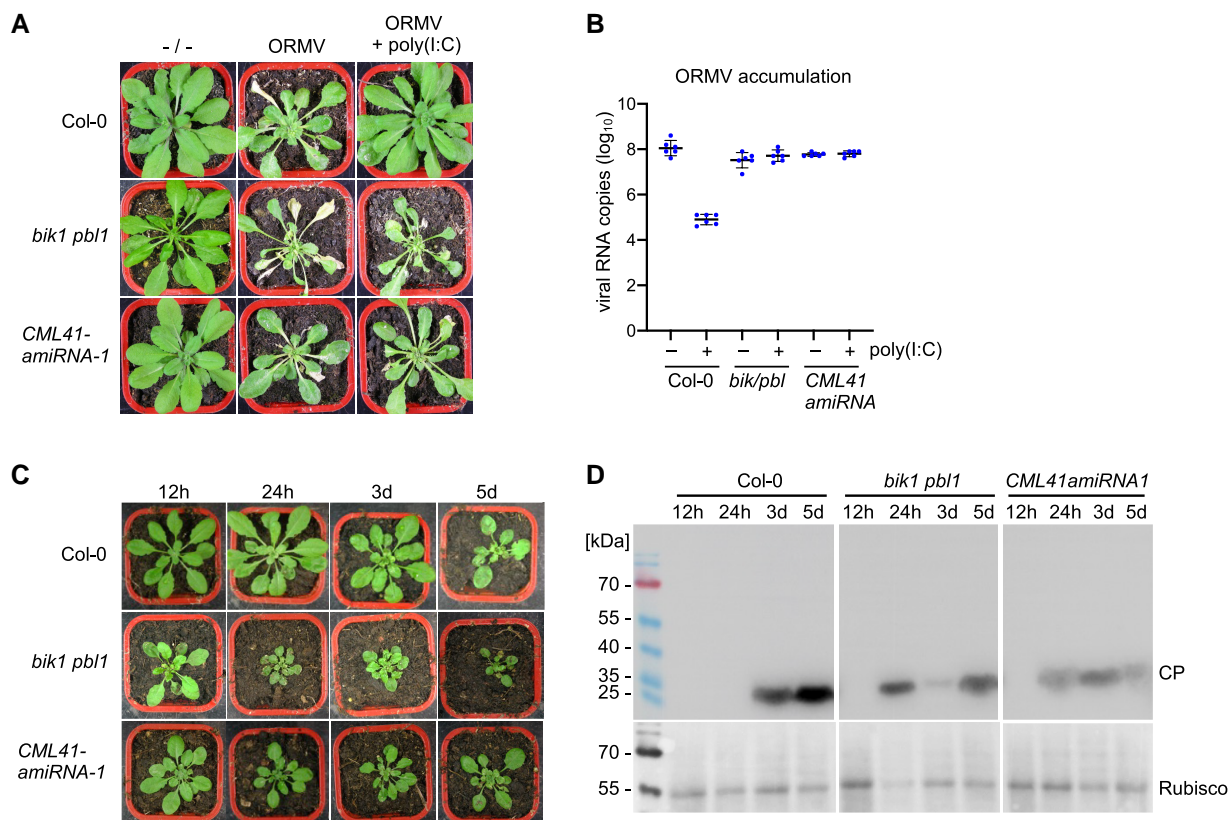 A
- / -
ORMV
ORMV
+ poly(I:C)
Col-0
bik1 pbl1
CML41-
amiRNA-1
B
ORMV accumulation
viral RNA copies (log10)
10
8
6
4
2
0
– + – + – + poly(I:C)
Col-0 bik/pbl CML41
amiRNA
C
12h 24h 3d 5d
Col-0
bik1 pbl1
CML41-
amiRNA-1
D
Col-0 bik1 pbl1 CML41amiRNA1
12h 24h 3d 5d 12h 24h 3d 5d 12h 24h 3d 5d
[kDa]
70 -
55 -
40 -
35 -
25 -
CP
70 -
55 -
Rubisco